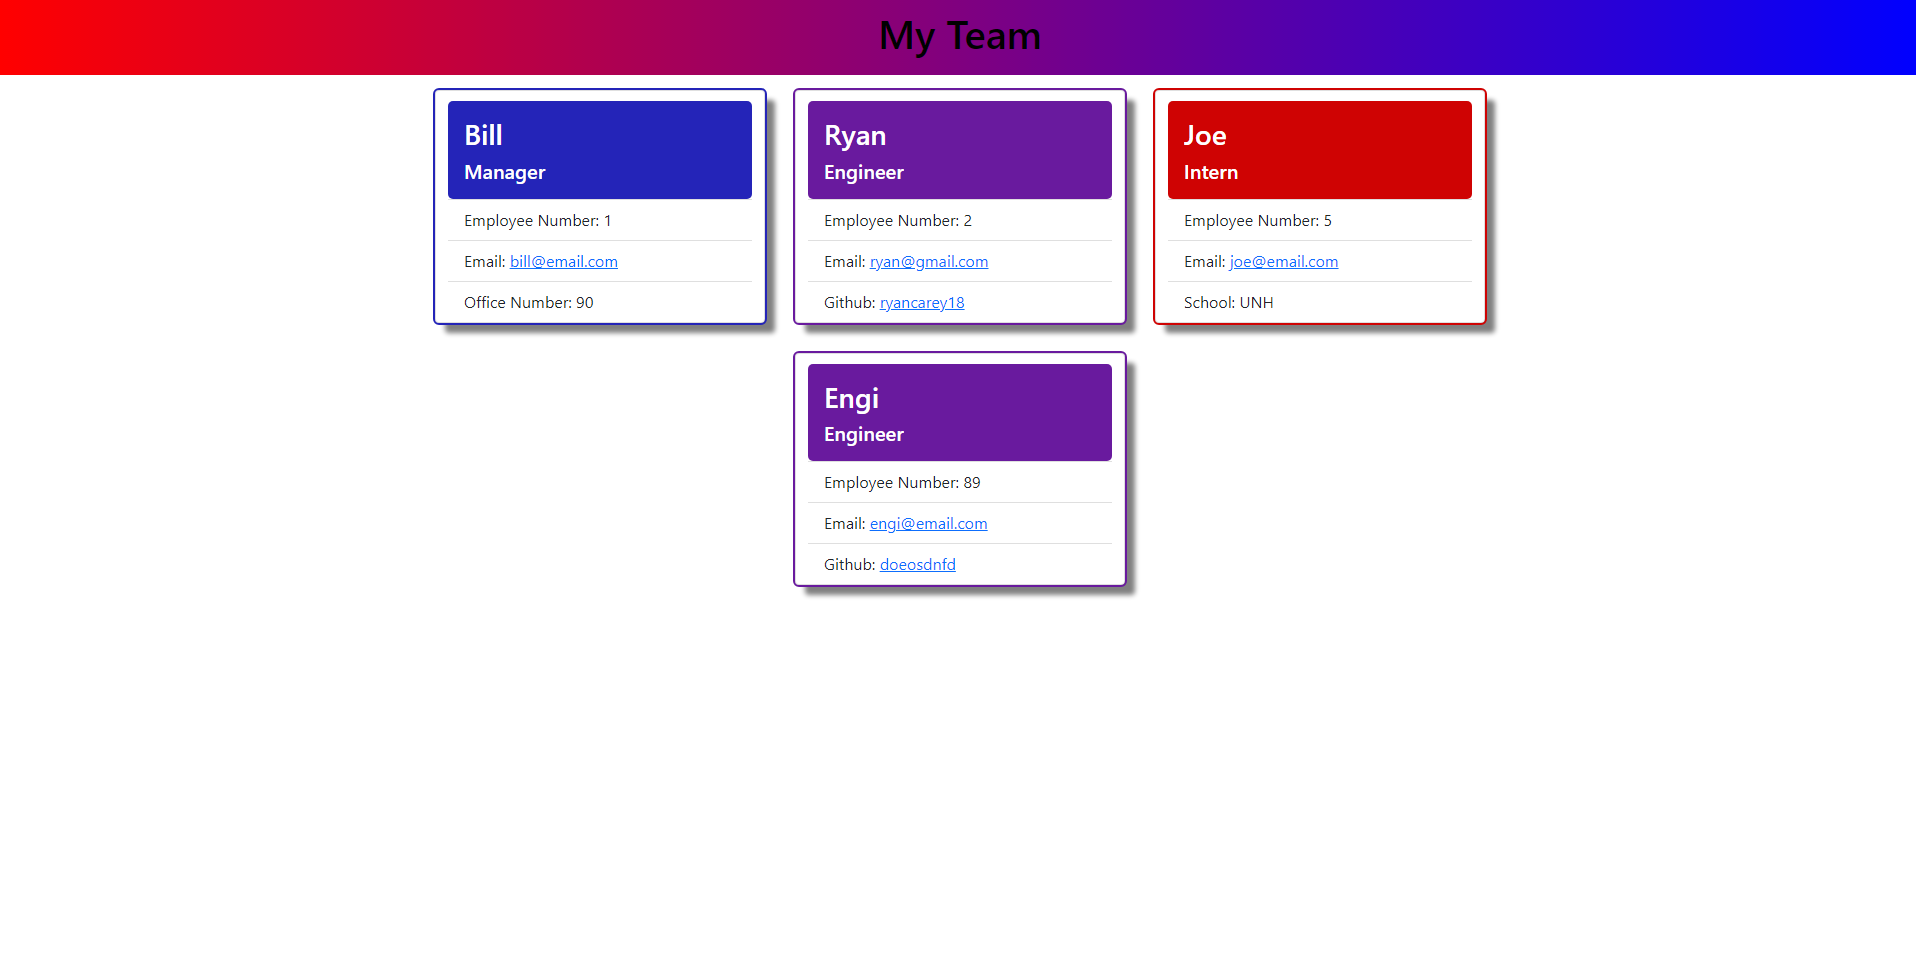 My Team
Bill
Manager
Employee Number: 1
Email: bill@email.com
Office Number: 90
Ryan
Engineer
Employee Number: 2
Email: ryan@gmail.com
Github: ryancarey18
Joe
Intern
Employee Number: 5
Email: joe@email.com
School: UNH
Engi
Engineer
Employee Number: 89
Email: engi@email.com
Github: doeosdnfd